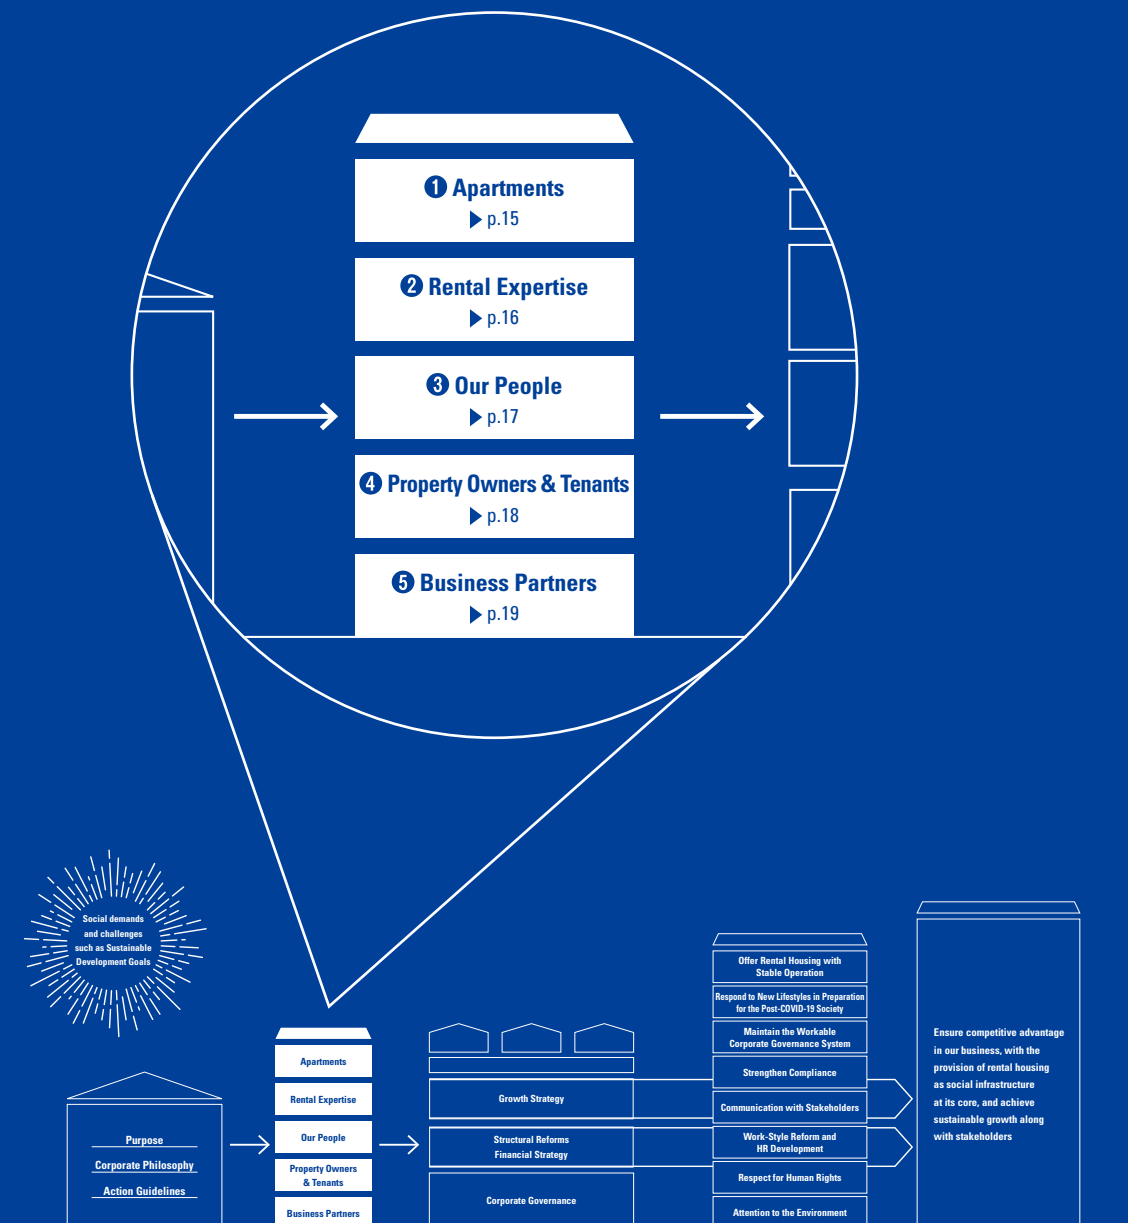 ❶ Apartments
▶ p.15
❷ Rental Expertise
▶ p.16
❸ Our People
▶ p.17
❹ Property Owners & Tenants
▶ p.18
❺ Business Partners
▶ p.19
Social demands
and challenges
such as Sustainable
Development Goals
Purpose
Corporate Philosophy
Action Guidelines
Apartments
Rental Expertise
Our People
Property Owners
& Tenants
Business Partners
Growth Strategy
Structural Reforms
Financial Strategy
Corporate Governance
Offer Rental Housing with
Stable Operation
Respond to New Lifestyles in Preparation
for the Post-COVID-19 Society
Maintain the Workable
Corporate Governance System
Strengthen Compliance
Communication with Stakeholders
Work-Style Reform and
HR Development
Respect for Human Rights
Attention to the Environment
Ensure competitive advantage
in our business, with the
provision of rental housing
as social infrastructure
at its core, and achieve
sustainable growth along
with stakeholders